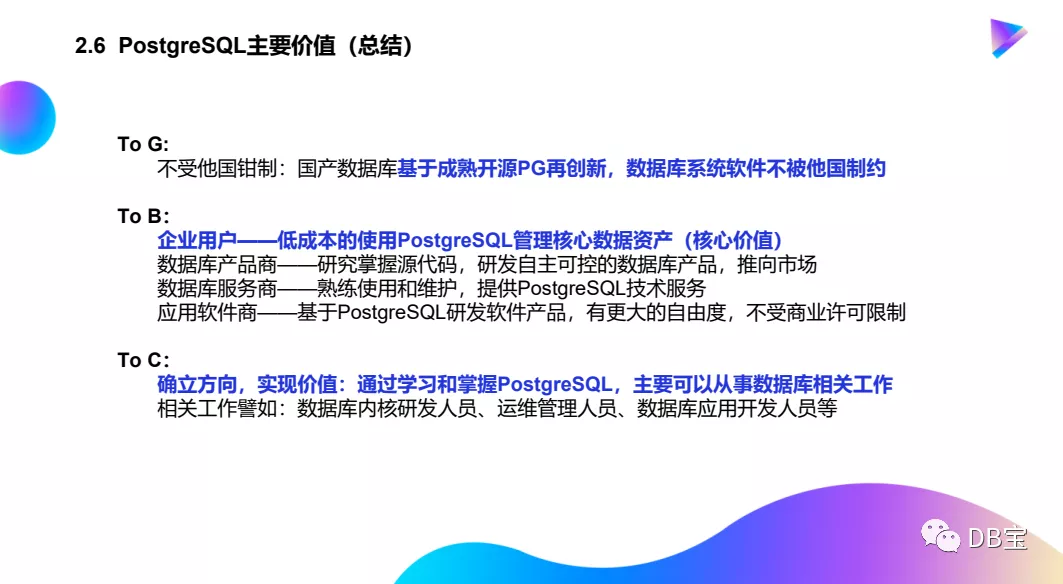 2.6 PostgreSQL主要价值（总结）
To G:
不受他国钳制：国产数据库基于成熟开源PG再创新，数据库系统软件不被他国制约
To B：
企业用户——低成本的使用PostgreSQL管理核心数据资产（核心价值）
数据库产品商——研究掌握源代码，研发自主可控的数据库产品，推向市场
数据库服务商——熟练使用和维护，提供PostgreSQL技术服务
应用软件商——基于PostgreSQL研发软件产品，有更大的自由度，不受商业许可限制
To C：
确立方向，实现价值：通过学习和掌握PostgreSQL，主要可以从事数据库相关工作
相关工作譬如：数据库内核研发人员、运维管理人员、数据库应用开发人员等
DB宝